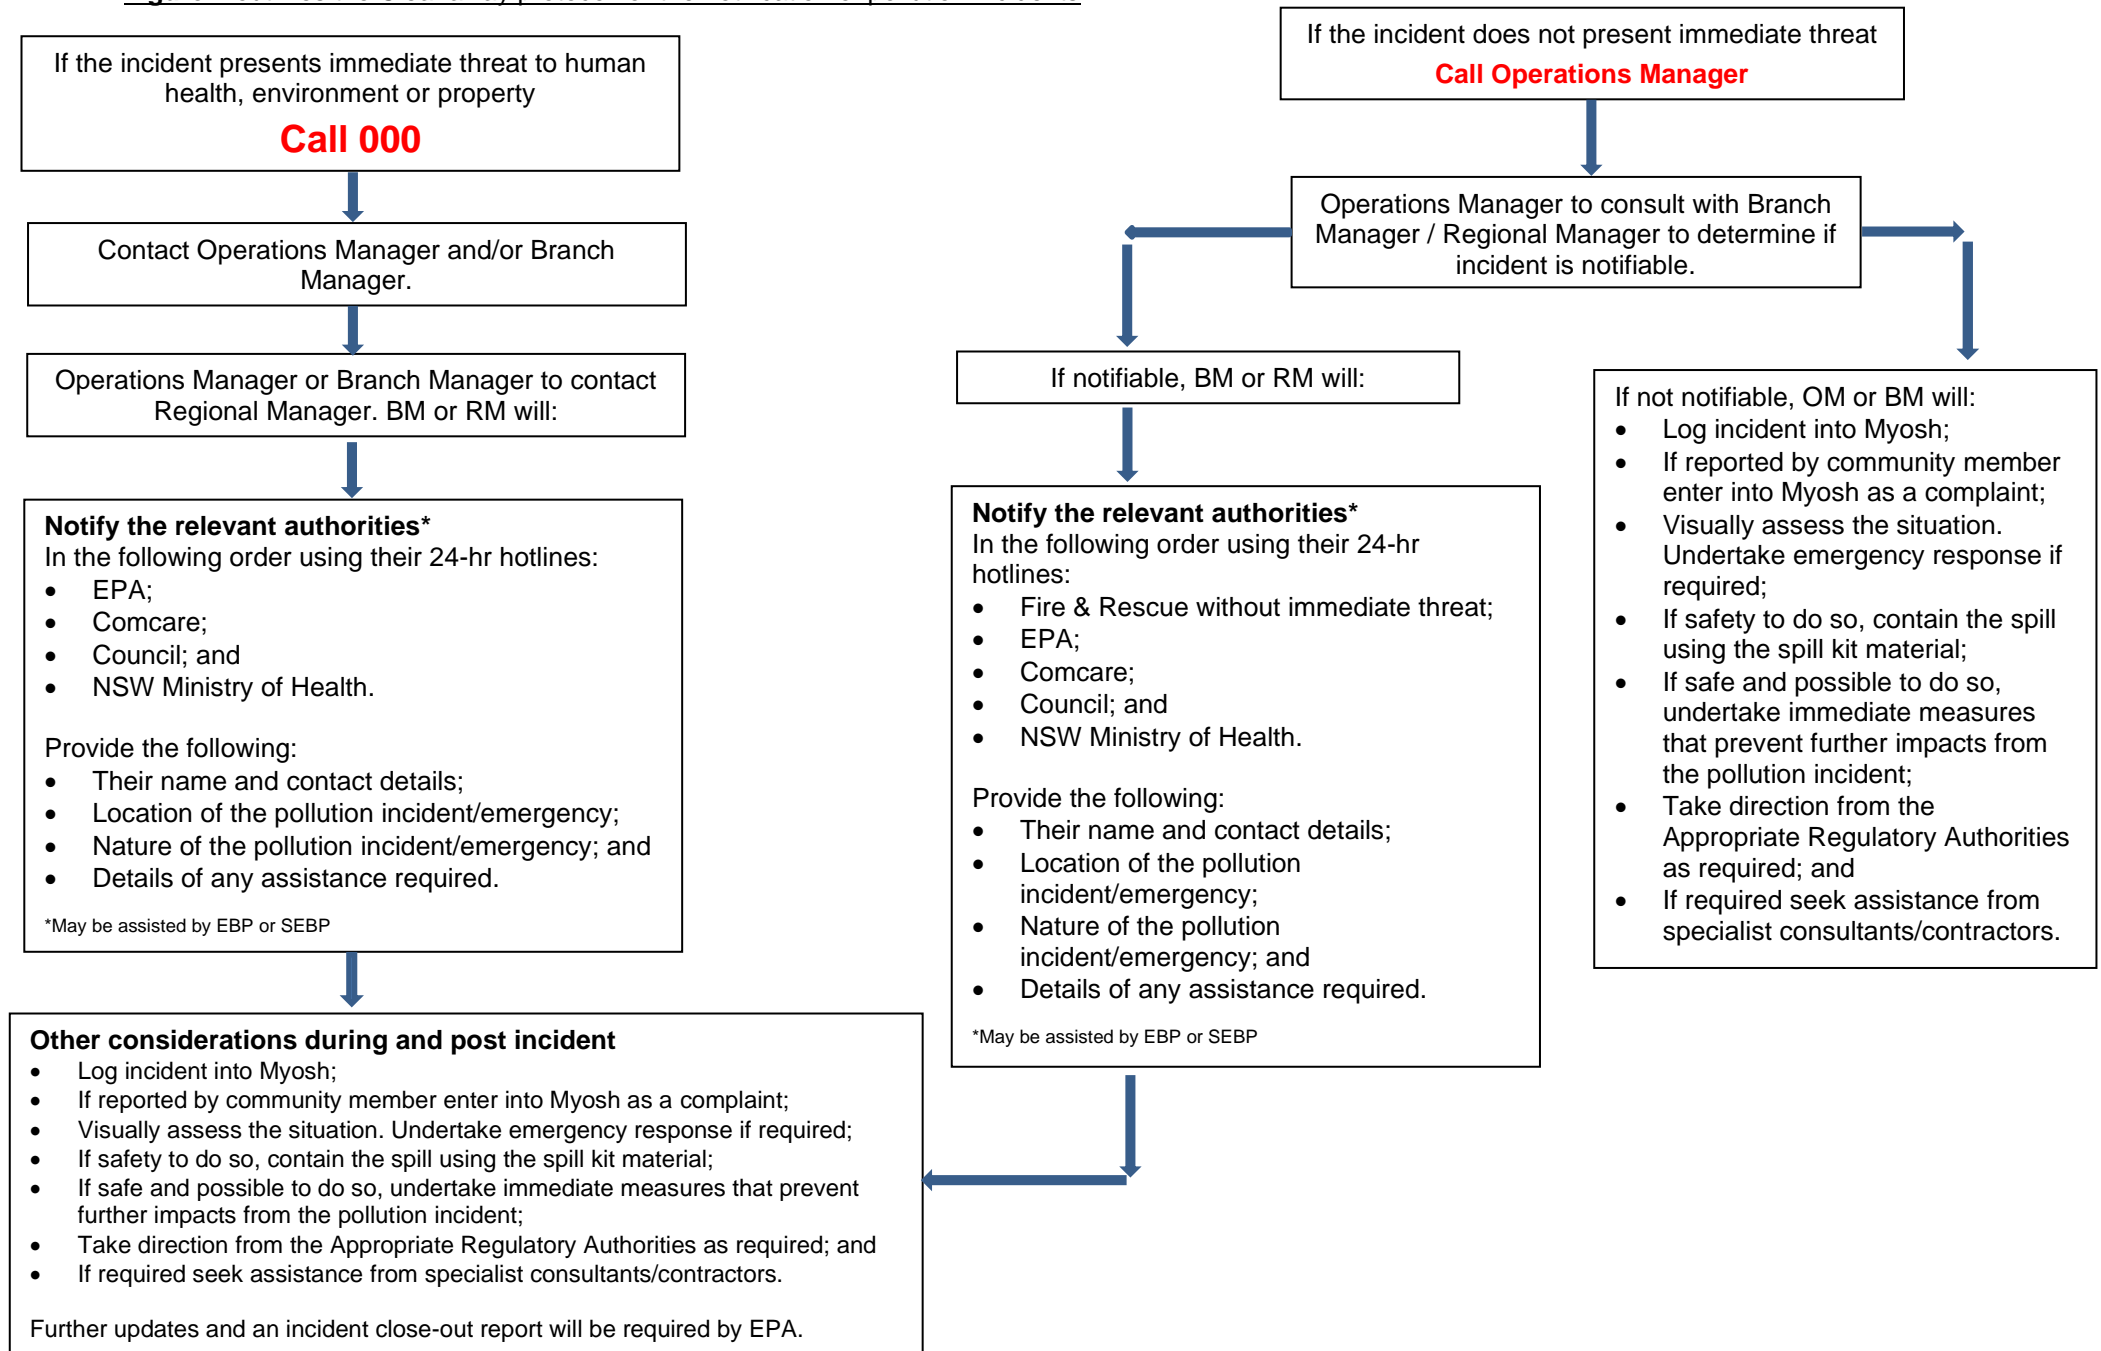 If the incident presents immediate threat to human
health, environment or property
Call 000
Contact Operations Manager and/or Branch
Manager.
Operations Manager or Branch Manager to contact
Regional Manager. BM or RM will:
Notify the relevant authorities*
In the following order using their 24-hr hotlines:
• EPA;
• Comcare;
• Council; and
• NSW Ministry of Health.
Provide the following:
• Their name and contact details;
• Location of the pollution incident/emergency;
• Nature of the pollution incident/emergency; and
• Details of any assistance required.
*May be assisted by EBP or SEBP
If the incident does not present immediate threat
Call Operations Manager
Operations Manager to consult with Branch
Manager / Regional Manager to determine if
incident is notifiable.
If notifiable, BM or RM will:
Notify the relevant authorities*
In the following order using their 24-hr
hotlines:
• Fire & Rescue without immediate threat;
• EPA;
• Comcare;
• Council; and
• NSW Ministry of Health.
Provide the following:
• Their name and contact details;
• Location of the pollution
incident/emergency;
• Nature of the pollution
incident/emergency; and
• Details of any assistance required.
*May be assisted by EBP or SEBP
If not notifiable, OM or BM will:
• Log incident into Myosh;
• If reported by community member
enter into Myosh as a complaint;
• Visually assess the situation.
Undertake emergency response if
required;
• If safety to do so, contain the spill
using the spill kit material;
• If safe and possible to do so,
undertake immediate measures
that prevent further impacts from
the pollution incident;
• Take direction from the
Appropriate Regulatory Authorities
as required; and
• If required seek assistance from
specialist consultants/contractors.
Other considerations during and post incident
• Log incident into Myosh;
• If reported by community member enter into Myosh as a complaint;
• Visually assess the situation. Undertake emergency response if required;
• If safety to do so, contain the spill using the spill kit material;
• If safe and possible to do so, undertake immediate measures that prevent
further impacts from the pollution incident;
• Take direction from the Appropriate Regulatory Authorities as required; and
• If required seek assistance from specialist consultants/contractors.
Further updates and an incident close-out report will be required by EPA.